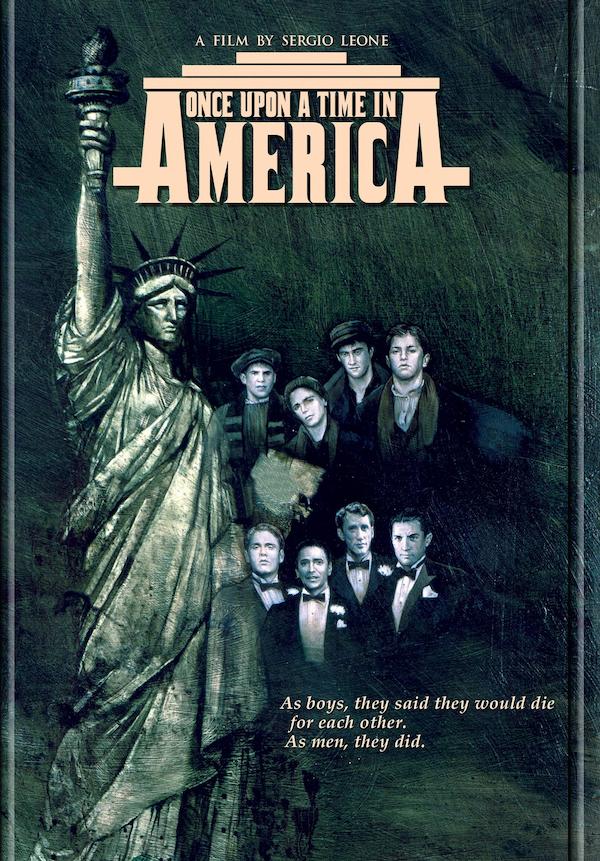 A FILM BY SERGIO LEONE
ONCE UPON A TIME IN
AMERICA
As boys, they said they would die
for each other.
As men, they did.